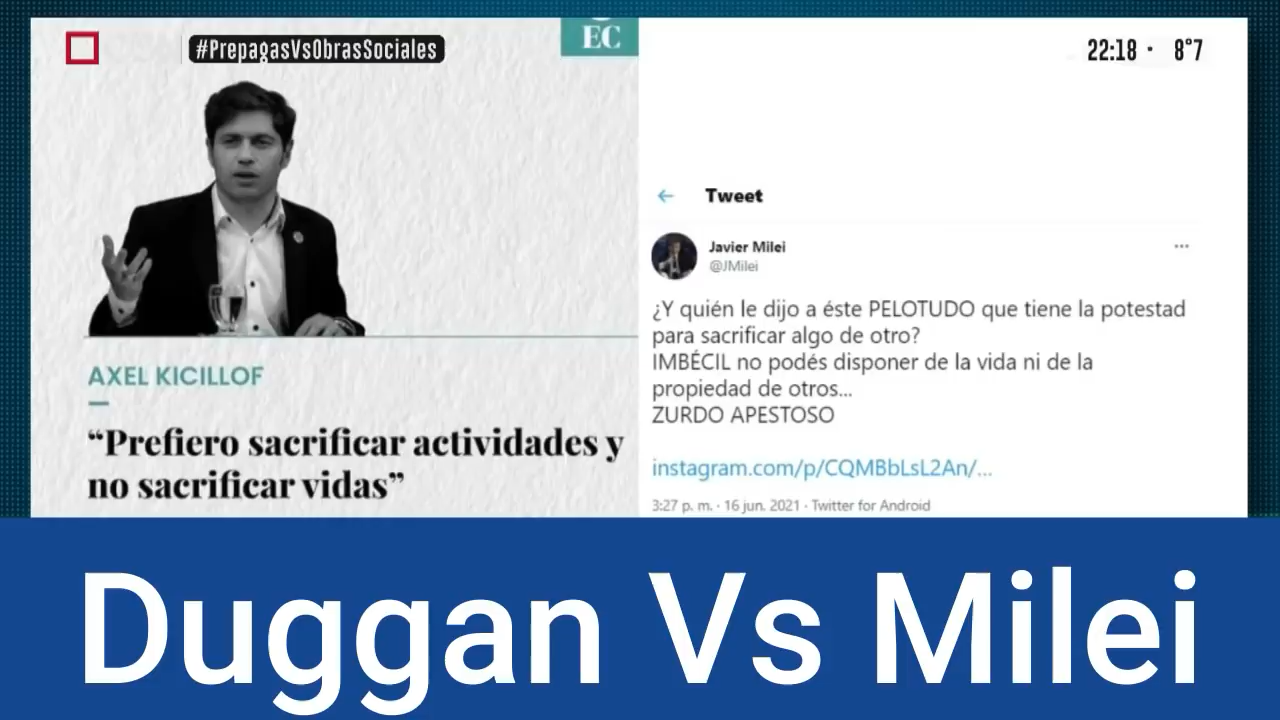 #PrepagasVsObrasSociales
EC
22:18 · 8°7
AXEL KICILLOF
“Prefiero sacrificar actividades y
no sacrificar vidas”
Tweet
Javier Milei
@JMilei
¿Y quién le dijo a éste PELOTUDO que tiene la potestad
para sacrificar algo de otro?
IMBÉCIL no podés disponer de la vida ni de la
propiedad de otros...
ZURDO APESTOSO
instagram.com/p/CQMBbLsL2An/...
3:27 p. m. · 16 jun. 2021 · Twitter for Android
Duggan Vs Milei